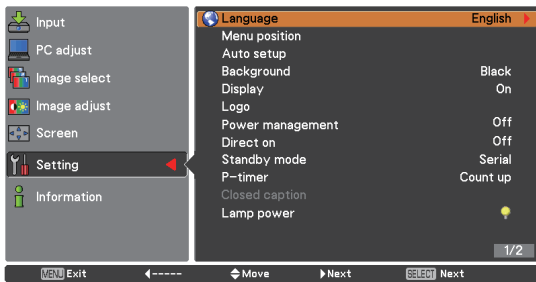 Input
PC adjust
Image select
Image adjust
Screen
Setting
Information
Language English
Menu position
Auto setup
Background Black
Display On
Logo
Power management Off
Direct on Off
Standby mode Serial
P-timer Count up
Closed caption
Lamp power
1/2
MENU Exit ----- Move Next SELECT Next